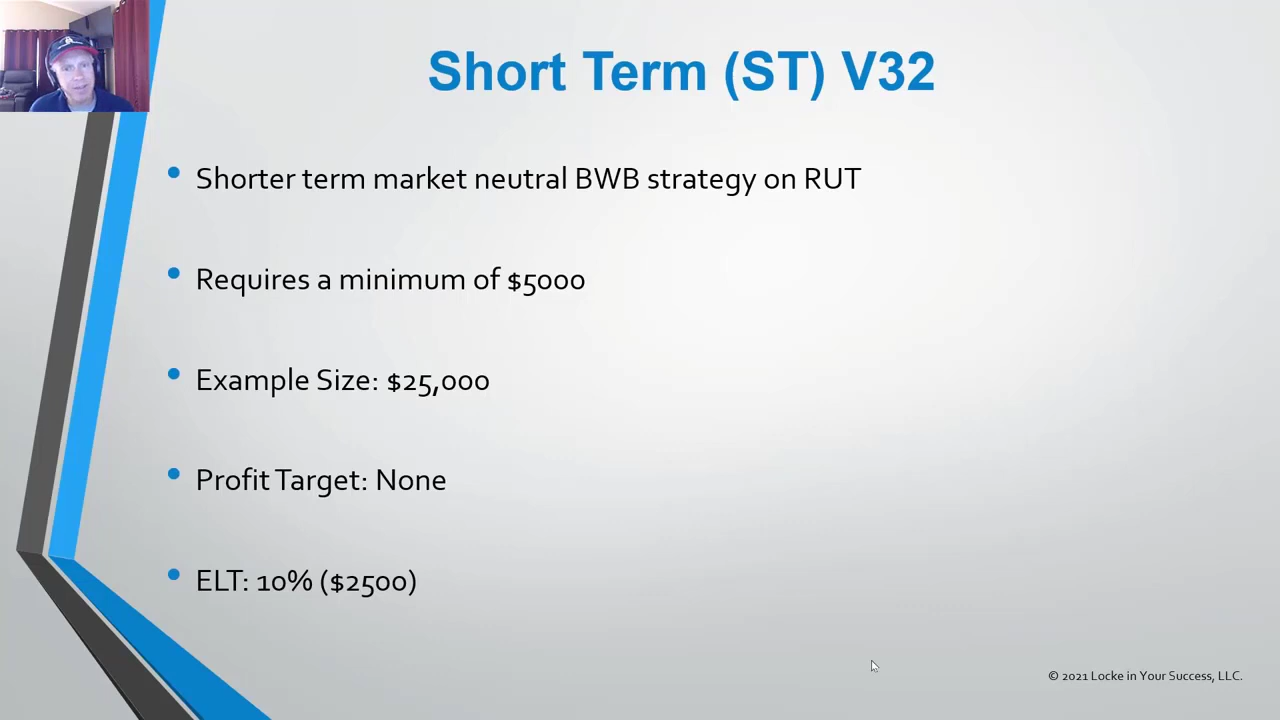 Short Term (ST) V32
• Shorter term market neutral BWB strategy on RUT
• Requires a minimum of $5000
• Example Size: $25,000
• Profit Target: None
• ELT: 10% ($2500)
© 2021 Locke in Your Success, LLC.